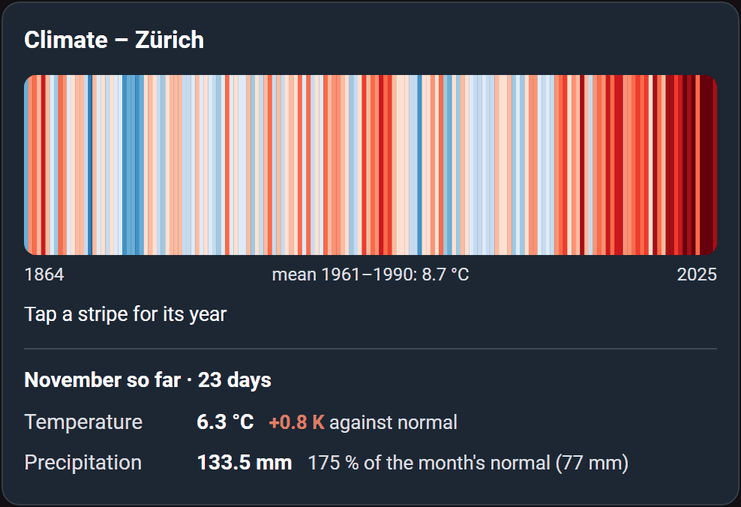 Climate – Zürich
1864 mean 1961–1990: 8.7 °C 2025
Tap a stripe for its year
November so far · 23 days
Temperature 6.3 °C +0.8 K against normal
Precipitation 133.5 mm 175 % of the month's normal (77 mm)